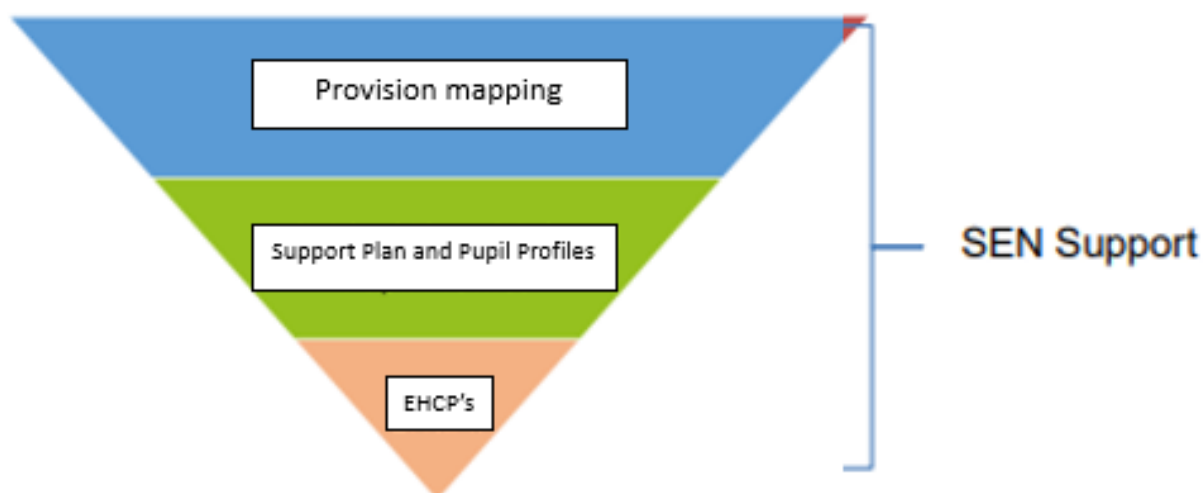 Provision mapping
Support Plan and Pupil Profiles
SEN Support
EHCP's